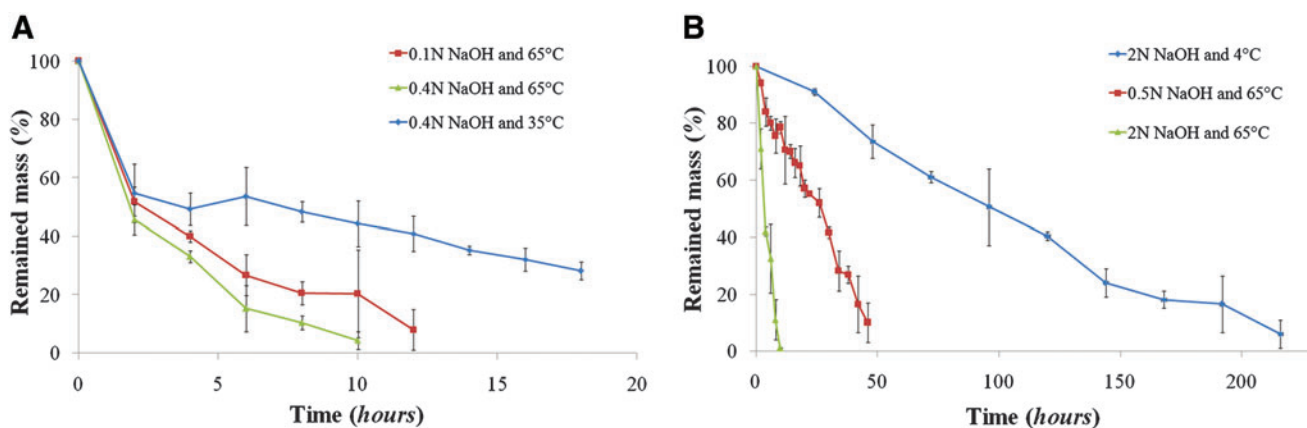 A
0.1N NaOH and 65°C
0.4N NaOH and 65°C
0.4N NaOH and 35°C
Remained mass (%)
100
80
60
40
20
0
0
5
10
15
20
Time (hours)
B
2N NaOH and 4°C
0.5N NaOH and 65°C
2N NaOH and 65°C
Remained mass (%)
100
80
60
40
20
0
0
50
100
150
200
Time (hours)